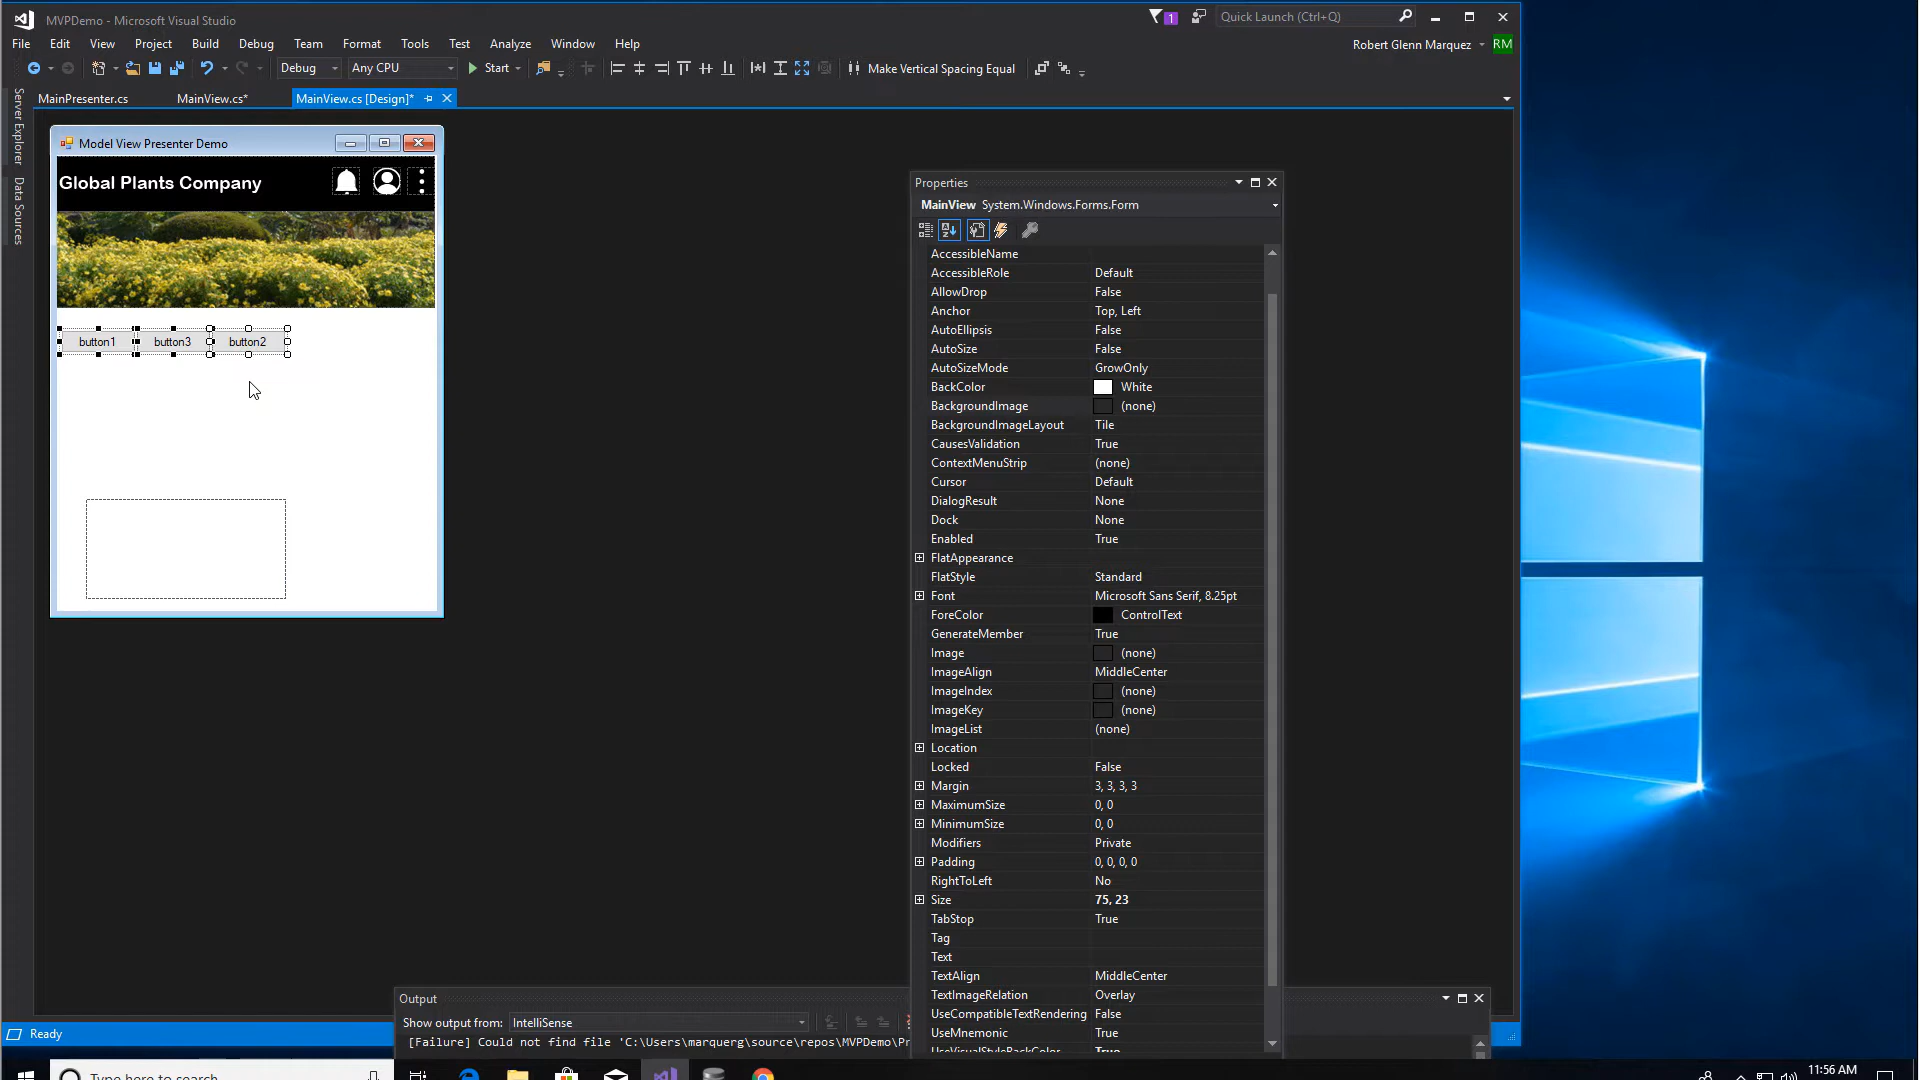 MVPDemo - Microsoft Visual Studio
1
Quick Launch (Ctrl+Q)
File Edit View Project Build Debug Team Format Tools Test Analyze Window Help
Robert Glenn Marquez RM
Debug Any CPU Start Make Vertical Spacing Equal
MainPresenter.cs MainView.cs* MainView.cs [Design]*
Server Explorer
Data Sources
Model View Presenter Demo
Global Plants Company
button1 button3 button2
Properties
MainView System.Windows.Forms.Form
AccessibleName
AccessibleRole Default
AllowDrop False
Anchor Top, Left
AutoEllipsis False
AutoSize False
AutoSizeMode GrowOnly
BackColor White
BackgroundImage (none)
BackgroundImageLayout Tile
CausesValidation True
ContextMenuStrip (none)
Cursor Default
DialogResult None
Dock None
Enabled True
FlatAppearance
FlatStyle Standard
Font Microsoft Sans Serif, 8.25pt
ForeColor ControlText
GenerateMember True
Image (none)
ImageAlign MiddleCenter
ImageIndex (none)
ImageKey (none)
ImageList (none)
Location
Locked False
Margin 3, 3, 3, 3
MaximumSize 0, 0
MinimumSize 0, 0
Modifiers Private
Padding 0, 0, 0, 0
RightToLeft No
Size 75, 23
TabStop True
Tag
Text
TextAlign MiddleCenter
TextImageRelation Overlay
UseCompatibleTextRendering False
UseMnemonic True
UseVisualStyleBackColor True
Output
Show output from: IntelliSense
[Failure] Could not find file 'C:\Users\marquerg\source\repos\MVPDemo\Pr
Ready
Type here to search
11:56 AM